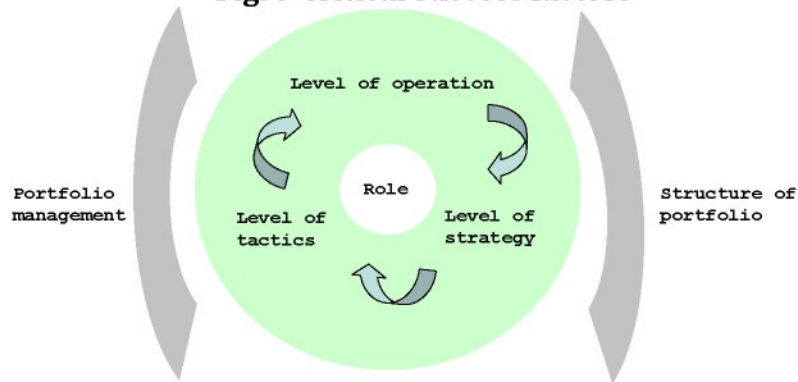 Level of operation
Portfolio
management
Role
Structure of
portfolio
Level of
tactics
Level of
strategy